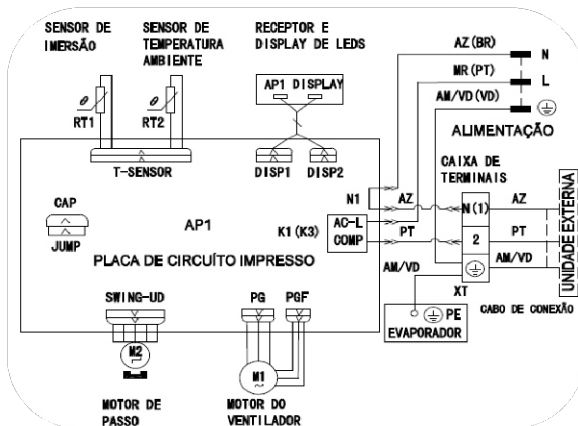 SENSOR DE
IMERSÃO
SENSOR DE
TEMPERATURA
AMBIENTE
RECEPTOR E
DISPLAY DE LEDS
θ
RT1
θ
RT2
AP1 DISPLAY
AZ(BR)
N
MR(PT)
L
AM/VD(VD)
ALIMENTAÇÃO
T-SENSOR
DISP1
DISP2
CAIXA DE
TERMINAIS
CAP
JUMP
AP1
N1
AZ
N(1)
AZ
K1(K3)
AC-L
COMP
PT
2
PT
PLACA DE CIRCUÍTO IMPRESSO
AM/VD
AM/VD
UNIDADE EXTERNA
XT
CABO DE CONEXÃO
SWING-UD
PG
PGF
PE
EVAPORADOR
M2
M1
MOTOR DE
PASSO
MOTOR DO
VENTILADOR